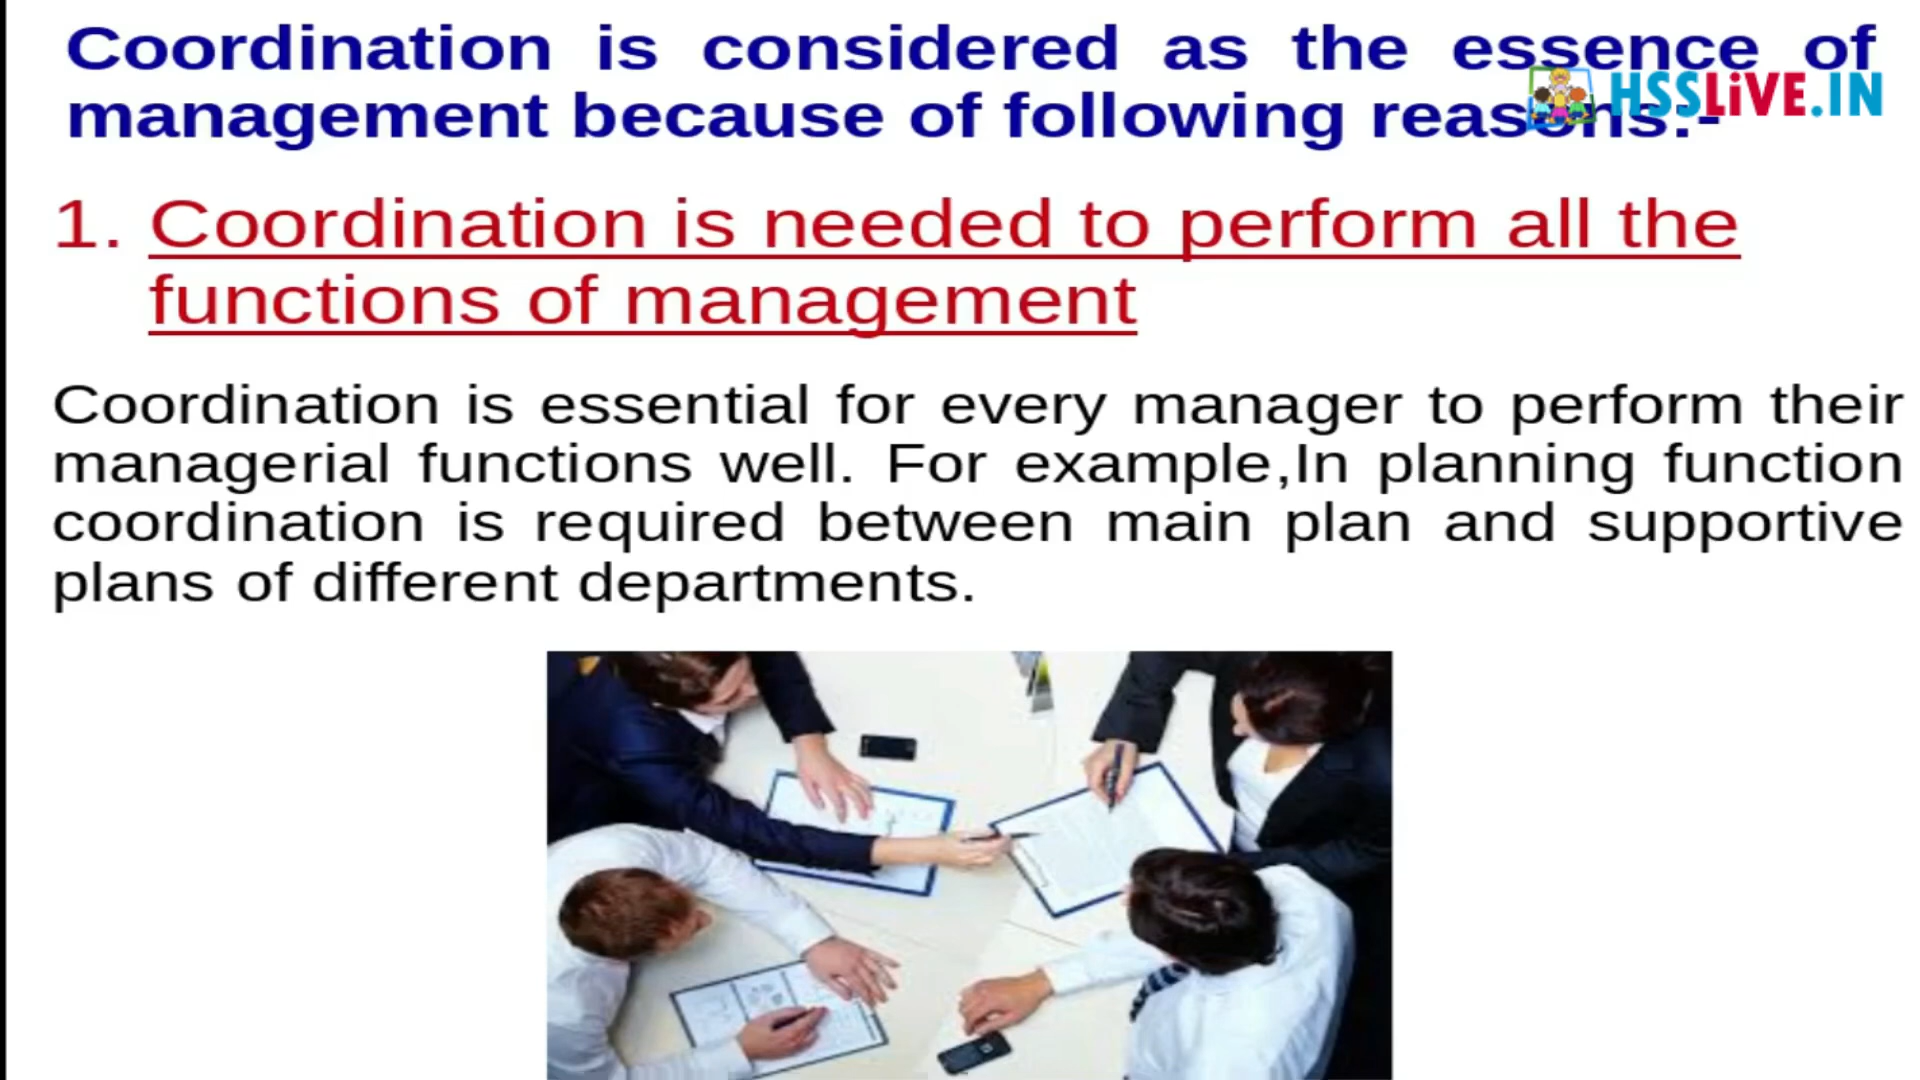 Coordination is considered as the essence of
management because of following reasons:-
HSSLiVE.IN
1. Coordination is needed to perform all the
functions of management
Coordination is essential for every manager to perform their
managerial functions well. For example,In planning function
coordination is required between main plan and supportive
plans of different departments.